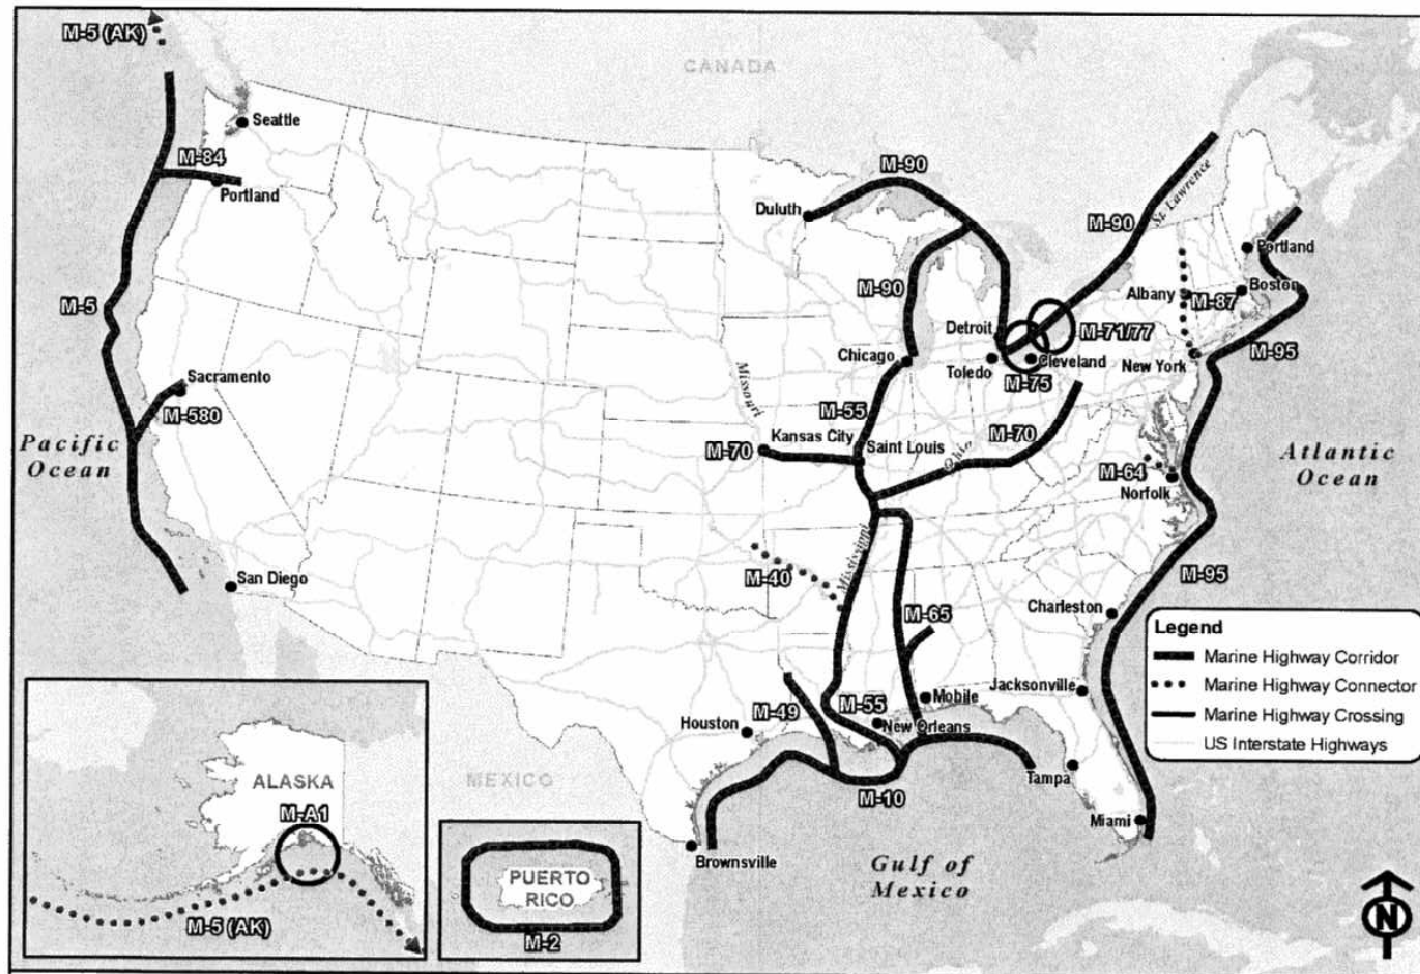 M-5 (AK)
CANADA
Seattle
M-84
Portland
M-90
Duluth
St. Lawrence
M-90
Portland
M-5
M-90
Albany
M-87
Boston
Detroit
M-71/77
Chicago
Toledo
Cleveland
New York
M-95
Sacramento
M-75
M-580
Missouri
M-55
M-70
Pacific
Ocean
Kansas City
Saint Louis
M-70
Ohio
Atlantic
Ocean
M-64
Norfolk
San Diego
M-40
Mississippi
M-95
Charleston
M-65
Legend
Marine Highway Corridor
Marine Highway Connector
Marine Highway Crossing
US Interstate Highways
Jacksonville
Mobile
M-55
M-49
Houston
New Orleans
Tampa
MEXICO
M-10
Miami
Brownsville
Gulf of
Mexico
ALASKA
M-A1
M-5 (AK)
PUERTO
RICO
M-2
N